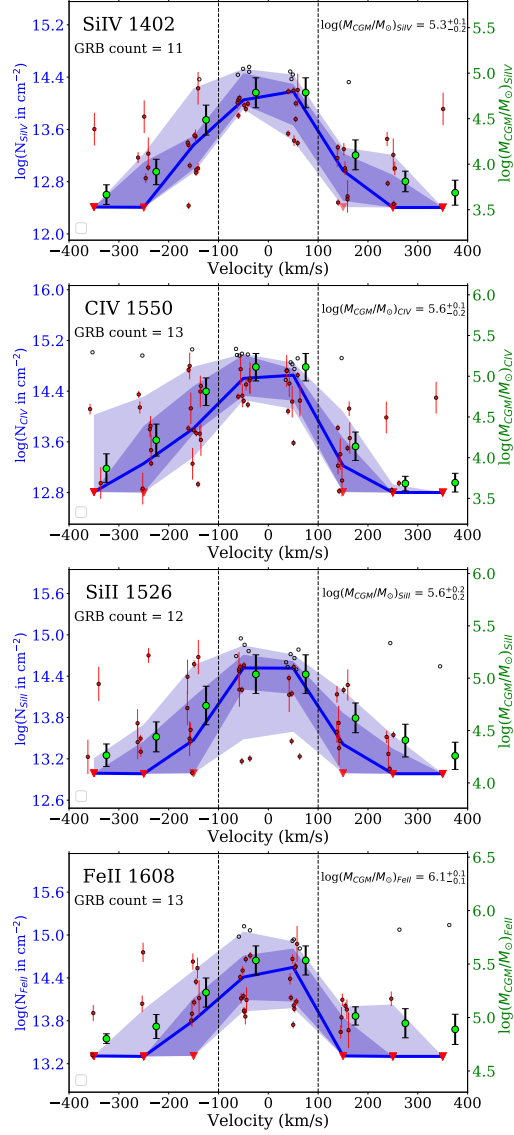 SiIV 1402
GRB count = 11
log(M_CGM/M_⊙)_SiIV = 5.3^{+0.1}_{-0.2}
log(N_SiIV in cm^{-2})
15.2
14.4
13.6
12.8
12.0
log(M_CGM/M_⊙)_SiIV
5.5
5.0
4.5
4.0
3.5
−400 −300 −200 −100 0 100 200 300 400
Velocity (km/s)
CIV 1550
GRB count = 13
log(M_CGM/M_⊙)_CIV = 5.6^{+0.1}_{-0.2}
log(N_CIV in cm^{-2})
16.0
15.2
14.4
13.6
12.8
log(M_CGM/M_⊙)_CIV
6.0
5.5
5.0
4.5
4.0
3.5
−400 −300 −200 −100 0 100 200 300 400
Velocity (km/s)
SiII 1526
GRB count = 12
log(M_CGM/M_⊙)_SiII = 5.6^{+0.2}_{-0.2}
log(N_SiII in cm^{-2})
15.6
15.0
14.4
13.8
13.2
12.6
log(M_CGM/M_⊙)_SiII
6.0
5.5
5.0
4.5
4.0
−400 −300 −200 −100 0 100 200 300 400
Velocity (km/s)
FeII 1608
GRB count = 13
log(M_CGM/M_⊙)_FeII = 6.1^{+0.1}_{-0.1}
log(N_FeII in cm^{-2})
15.6
15.0
14.4
13.8
13.2
log(M_CGM/M_⊙)_FeII
6.5
6.0
5.5
5.0
4.5
−400 −300 −200 −100 0 100 200 300 400
Velocity (km/s)